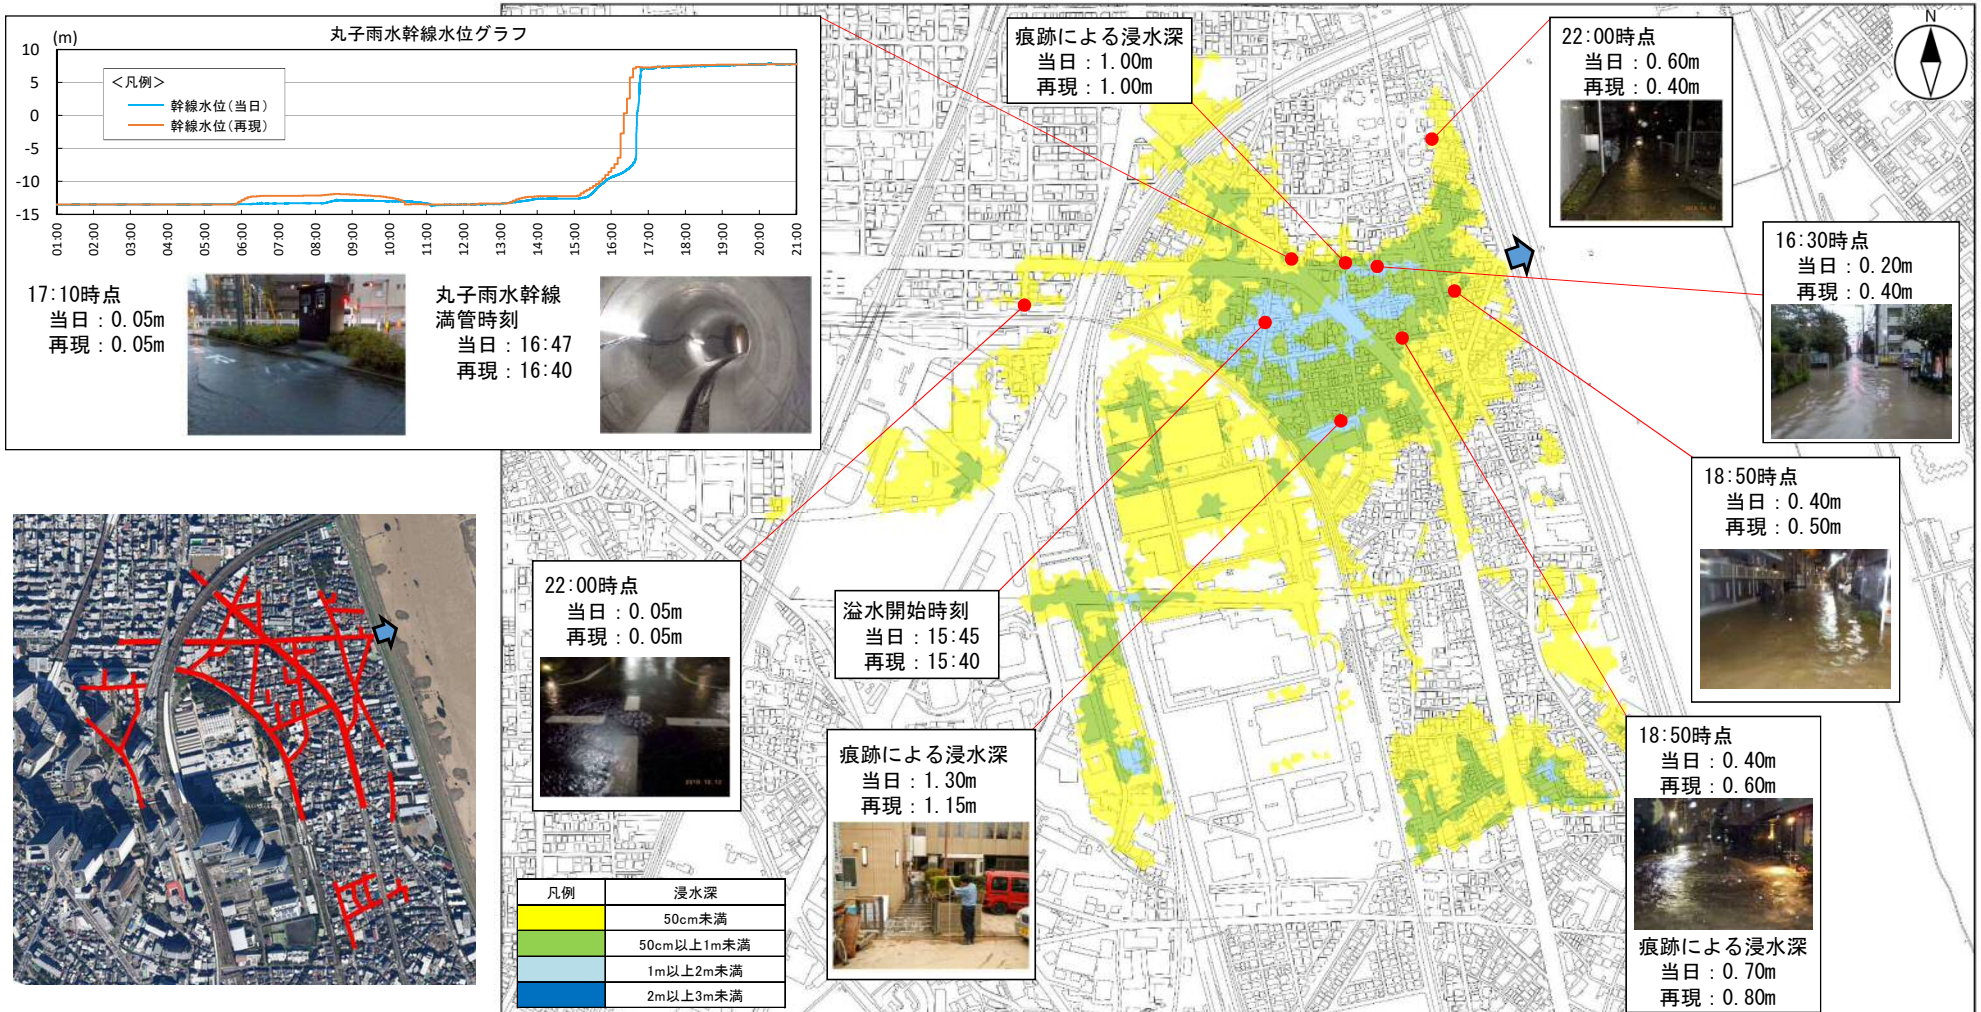 丸子雨水幹線水位グラフ
(m)
10
5
0
-5
-10
-15
＜凡例＞
幹線水位(当日)
幹線水位(再現)
01:00
02:00
03:00
04:00
05:00
06:00
07:00
08:00
09:00
10:00
11:00
12:00
13:00
14:00
15:00
16:00
17:00
18:00
19:00
20:00
21:00
17:10時点
当日：0.05m
再現：0.05m
丸子雨水幹線
満管時刻
当日：16:47
再現：16:40
痕跡による浸水深
当日：1.00m
再現：1.00m
22:00時点
当日：0.60m
再現：0.40m
N
16:30時点
当日：0.20m
再現：0.40m
18:50時点
当日：0.40m
再現：0.50m
22:00時点
当日：0.05m
再現：0.05m
溢水開始時刻
当日：15:45
再現：15:40
痕跡による浸水深
当日：1.30m
再現：1.15m
18:50時点
当日：0.40m
再現：0.60m
痕跡による浸水深
当日：0.70m
再現：0.80m
凡例 浸水深
50cm未満
50cm以上1m未満
1m以上2m未満
2m以上3m未満